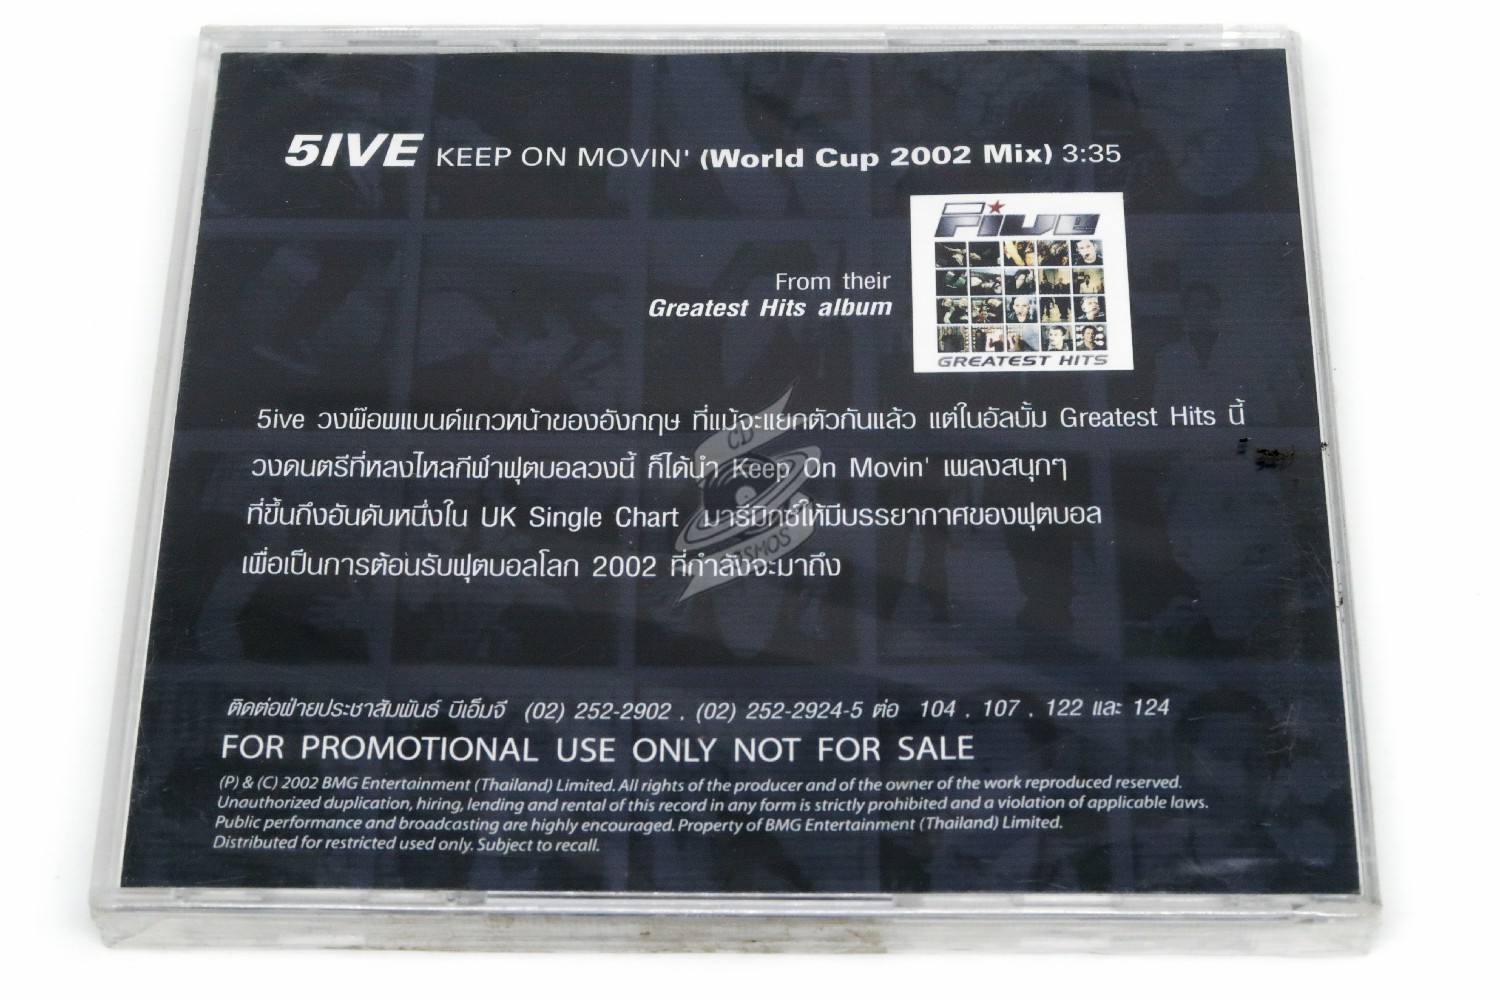 5IVE KEEP ON MOVIN' (World Cup 2002 Mix) 3:35
Five
GREATEST HITS
From their
Greatest Hits album
5ive วงพ๊อพแบนด์แถวหน้าของอังกฤษ ที่แม้จะแยกตัวกันแล้ว แต่ในอัลบั้ม Greatest Hits นี้
วงดนตรีที่หลงไหลกีฬาฟุตบอลวงนี้ ก็ได้นำ Keep On Movin' เพลงสนุกๆ
ที่ขึ้นถึงอันดับหนึ่งใน UK Single Chart มารีมิกซ์ให้มีบรรยากาศของฟุตบอล
เพื่อเป็นการต้อนรับฟุตบอลโลก 2002 ที่กำลังจะมาถึง
CD
COSMOS
ติดต่อฝ่ายประชาสัมพันธ์ บีเอ็มจี (02) 252-2902 , (02) 252-2924-5 ต่อ 104 , 107 , 122 และ 124
FOR PROMOTIONAL USE ONLY NOT FOR SALE
(P) & (C) 2002 BMG Entertainment (Thailand) Limited. All rights of the producer and of the owner of the work reproduced reserved.
Unauthorized duplication, hiring, lending and rental of this record in any form is strictly prohibited and a violation of applicable laws.
Public performance and broadcasting are highly encouraged. Property of BMG Entertainment (Thailand) Limited.
Distributed for restricted used only. Subject to recall.